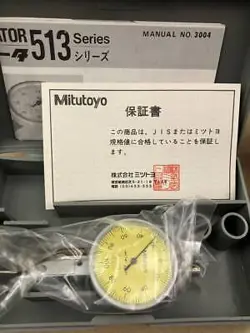 ATOR 513 Series
ータ シリーズ
MANUAL NO. 3004
Mitutoyo
保証書
この商品は、JISまたはミツトヨ
規格値に合格していることを保証し
ます。
株式会社ミツトヨ